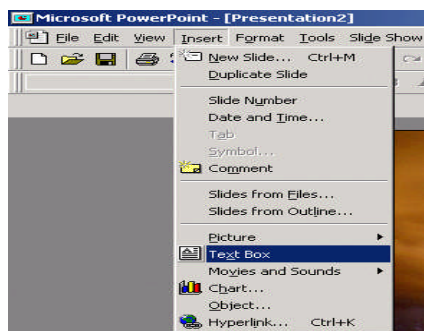 Microsoft PowerPoint - [Presentation2]
File Edit View Insert Format Tools Slide Show
New Slide... Ctrl+M
Duplicate Slide
Slide Number
Date and Time...
Tab
Symbol...
Comment
Slides from Files...
Slides from Outline...
Picture
Text Box
Movies and Sounds
Chart...
Object...
Hyperlink... Ctrl+K